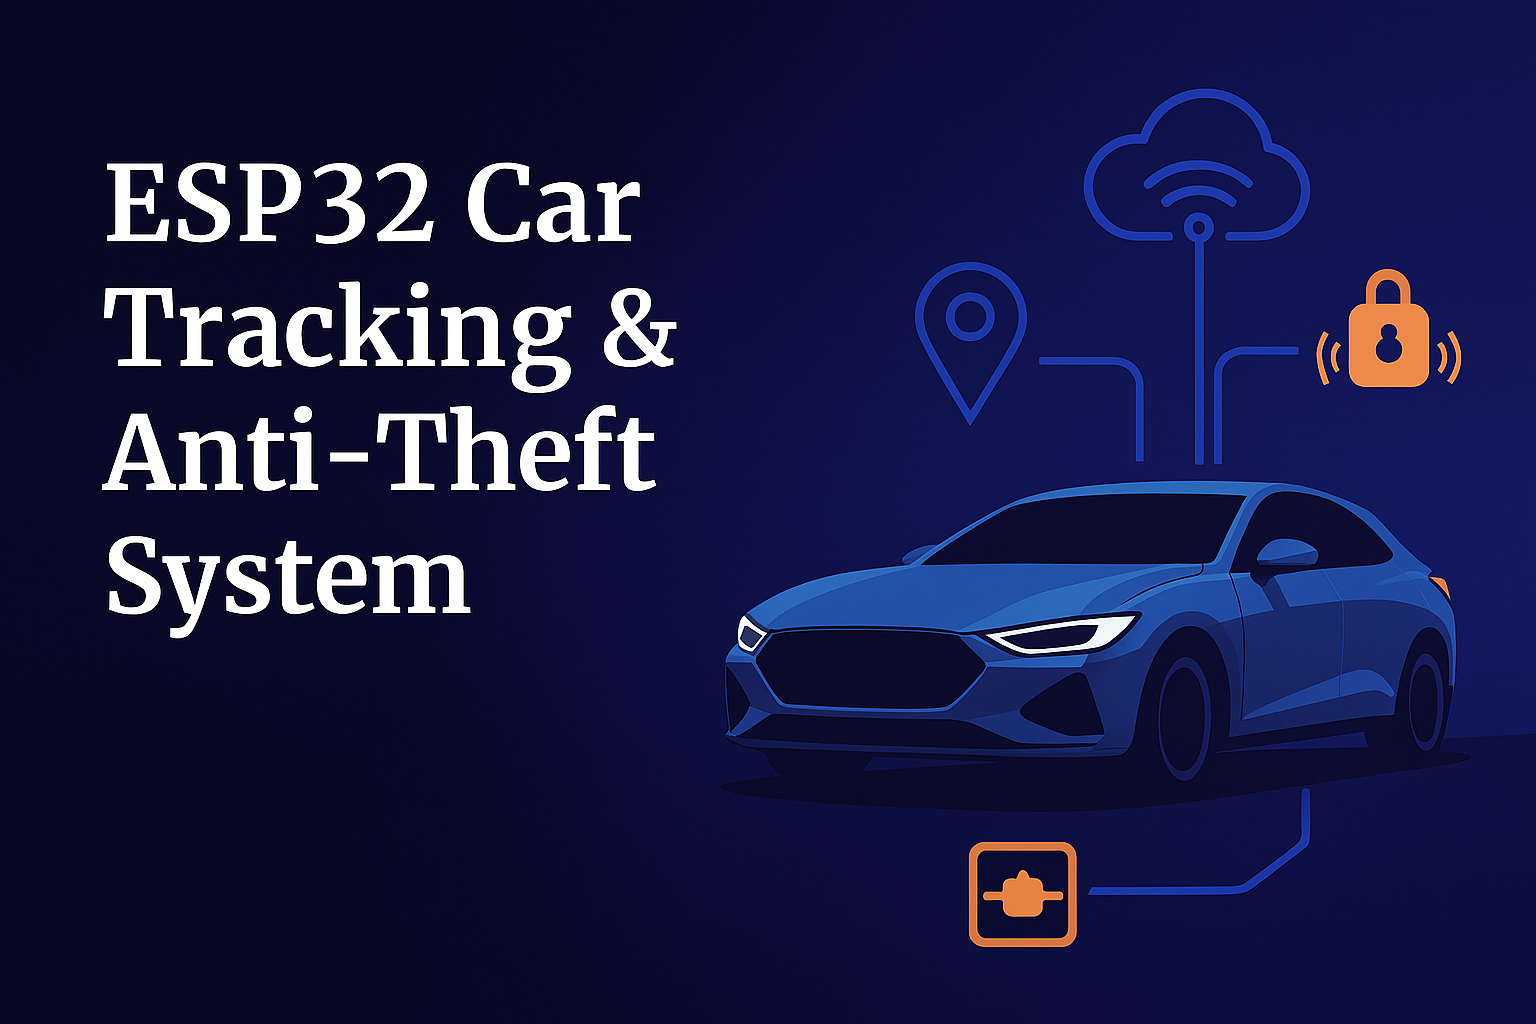 ESP32 Car
Tracking &
Anti-Theft
System